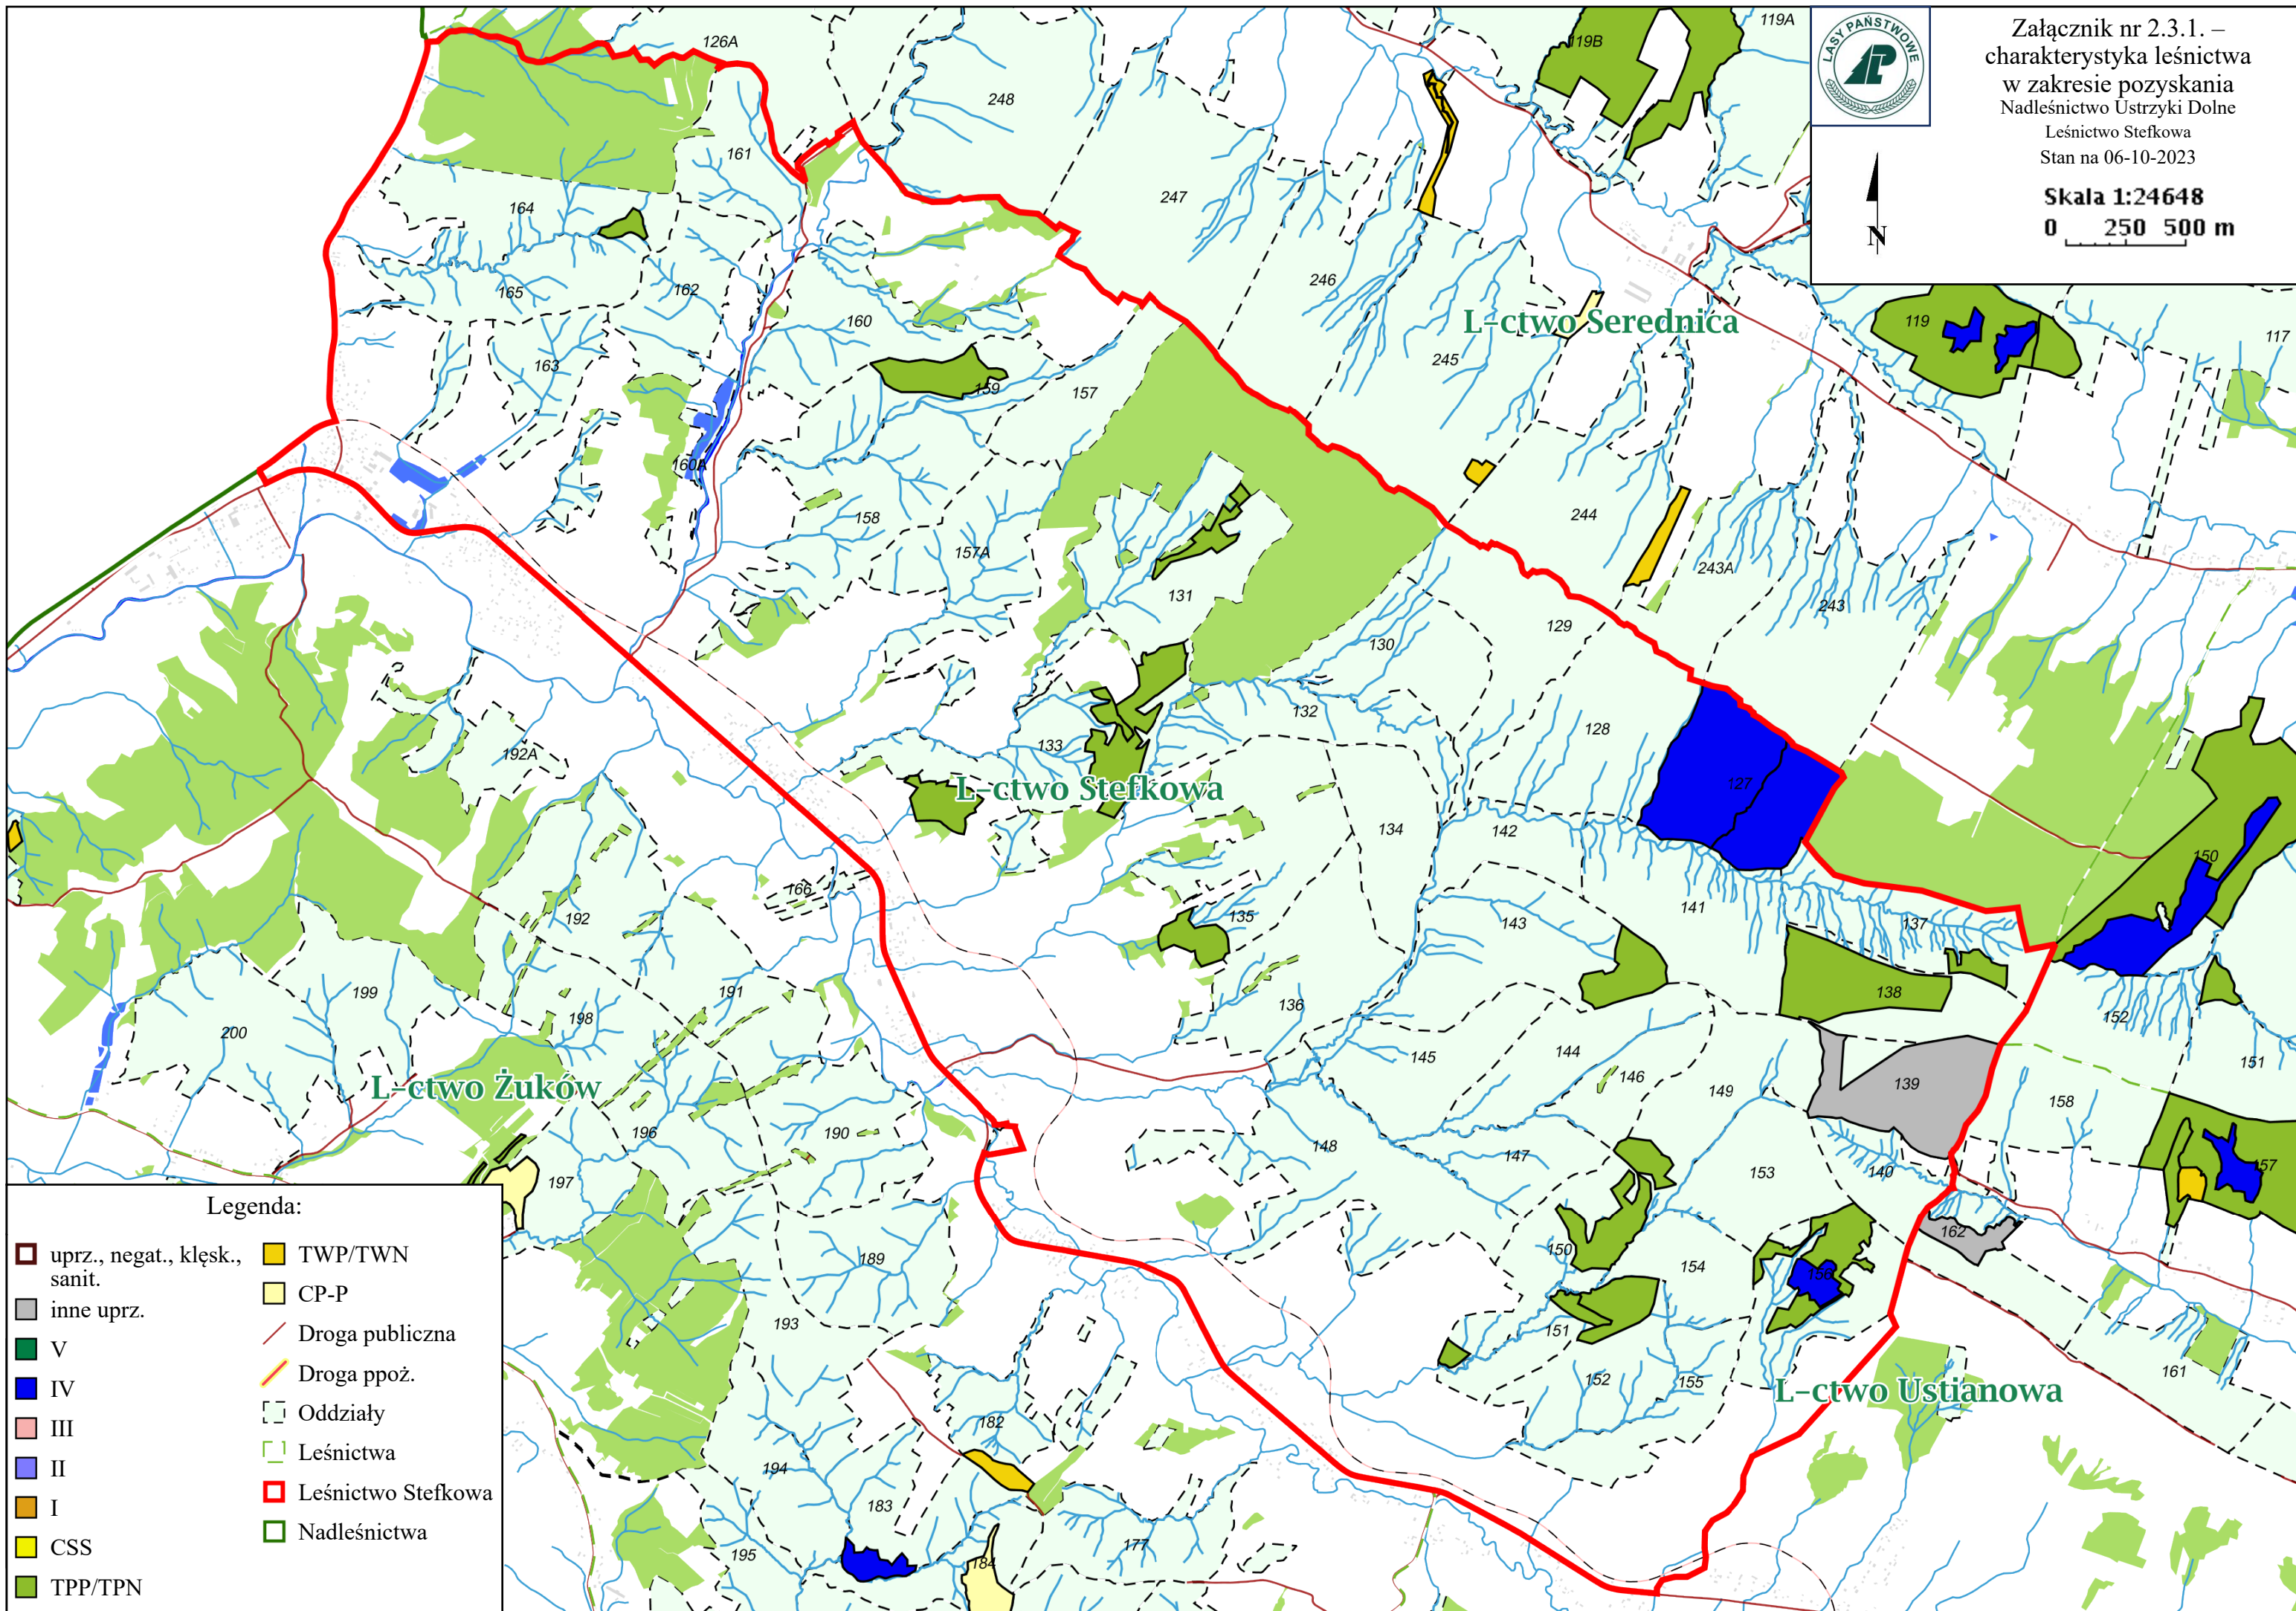 LASY PAŃSTWOWE
Załącznik nr 2.3.1. –
charakterystyka leśnictwa
w zakresie pozyskania
Nadleśnictwo Ustrzyki Dolne
Leśnictwo Stefkowa
Stan na 06-10-2023
Skala 1:24648
0 250 500 m
N
119A
119B
126A
248
161
247
164
246
165
162
160
119
117
L-ctwo Serednica
245
163
159
157
160A
158
244
157A
243A
131
243
129
130
132
128
133
192A
127
L-ctwo Stefkowa
134
142
150
166
192
135
143
141
137
199
191
136
138
200
198
152
145
144
146
149
139
151
158
L-ctwo Żuków
196
190
148
147
153
140
157
197
162
189
150
154
156
193
151
152
155
161
L-ctwo Ustianowa
182
194
183
195
184
177
Legenda:
uprz., negat., klęsk.,
sanit.
inne uprz.
V
IV
III
II
I
CSS
TPP/TPN
TWP/TWN
CP-P
Droga publiczna
Droga ppoż.
Oddziały
Leśnictwa
Leśnictwo Stefkowa
Nadleśnictwa